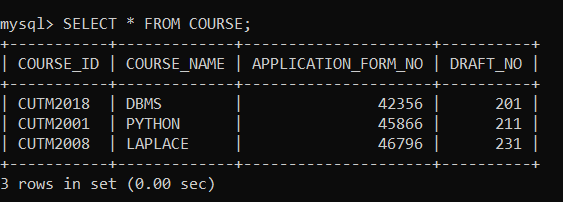 mysql> SELECT * FROM COURSE;
+-----------+-------------+---------------------+----------+
| COURSE_ID | COURSE_NAME | APPLICATION_FORM_NO | DRAFT_NO |
+-----------+-------------+---------------------+----------+
| CUTM2018  | DBMS        |               42356 |      201 |
| CUTM2001  | PYTHON      |               45866 |      211 |
| CUTM2008  | LAPLACE     |               46796 |      231 |
+-----------+-------------+---------------------+----------+
3 rows in set (0.00 sec)